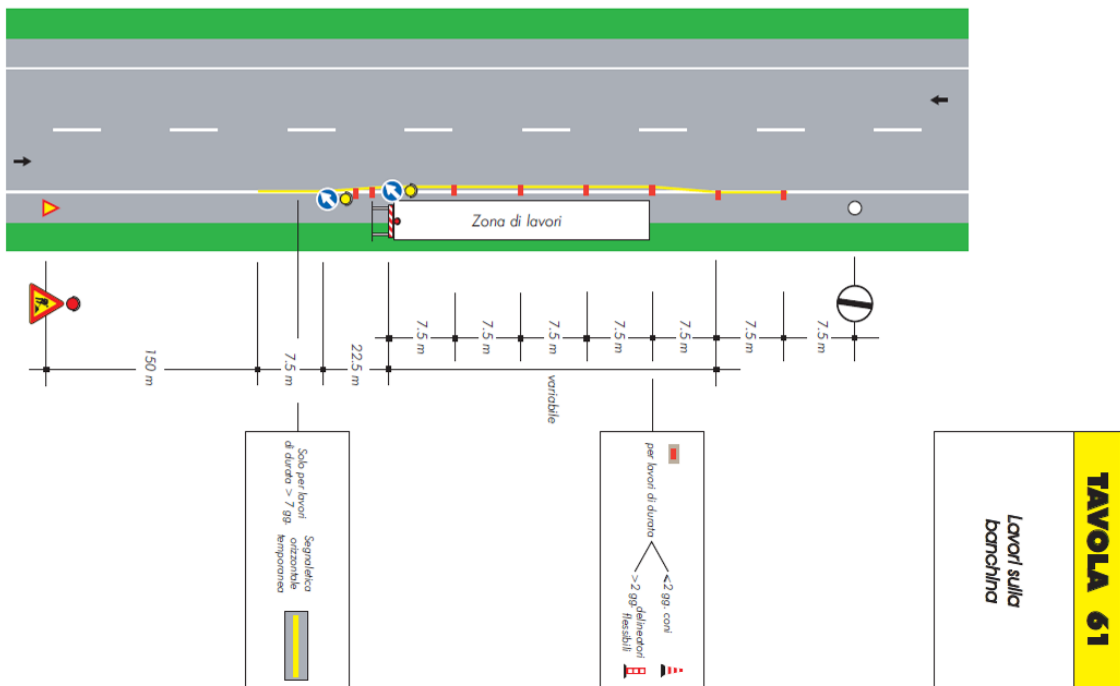 Zona di lavori
150 m
7.5 m
22.5 m
7.5 m
7.5 m
7.5 m
7.5 m
7.5 m
7.5 m
7.5 m
variabile
Solo per lavori
di durata > 7 gg.
Segnaletica
orizzontale
temporanea
per lavori di durata
<2 gg. coni
>2 gg. delineatori
flessibili
TAVOLA 61
Lavori sulla
banchina